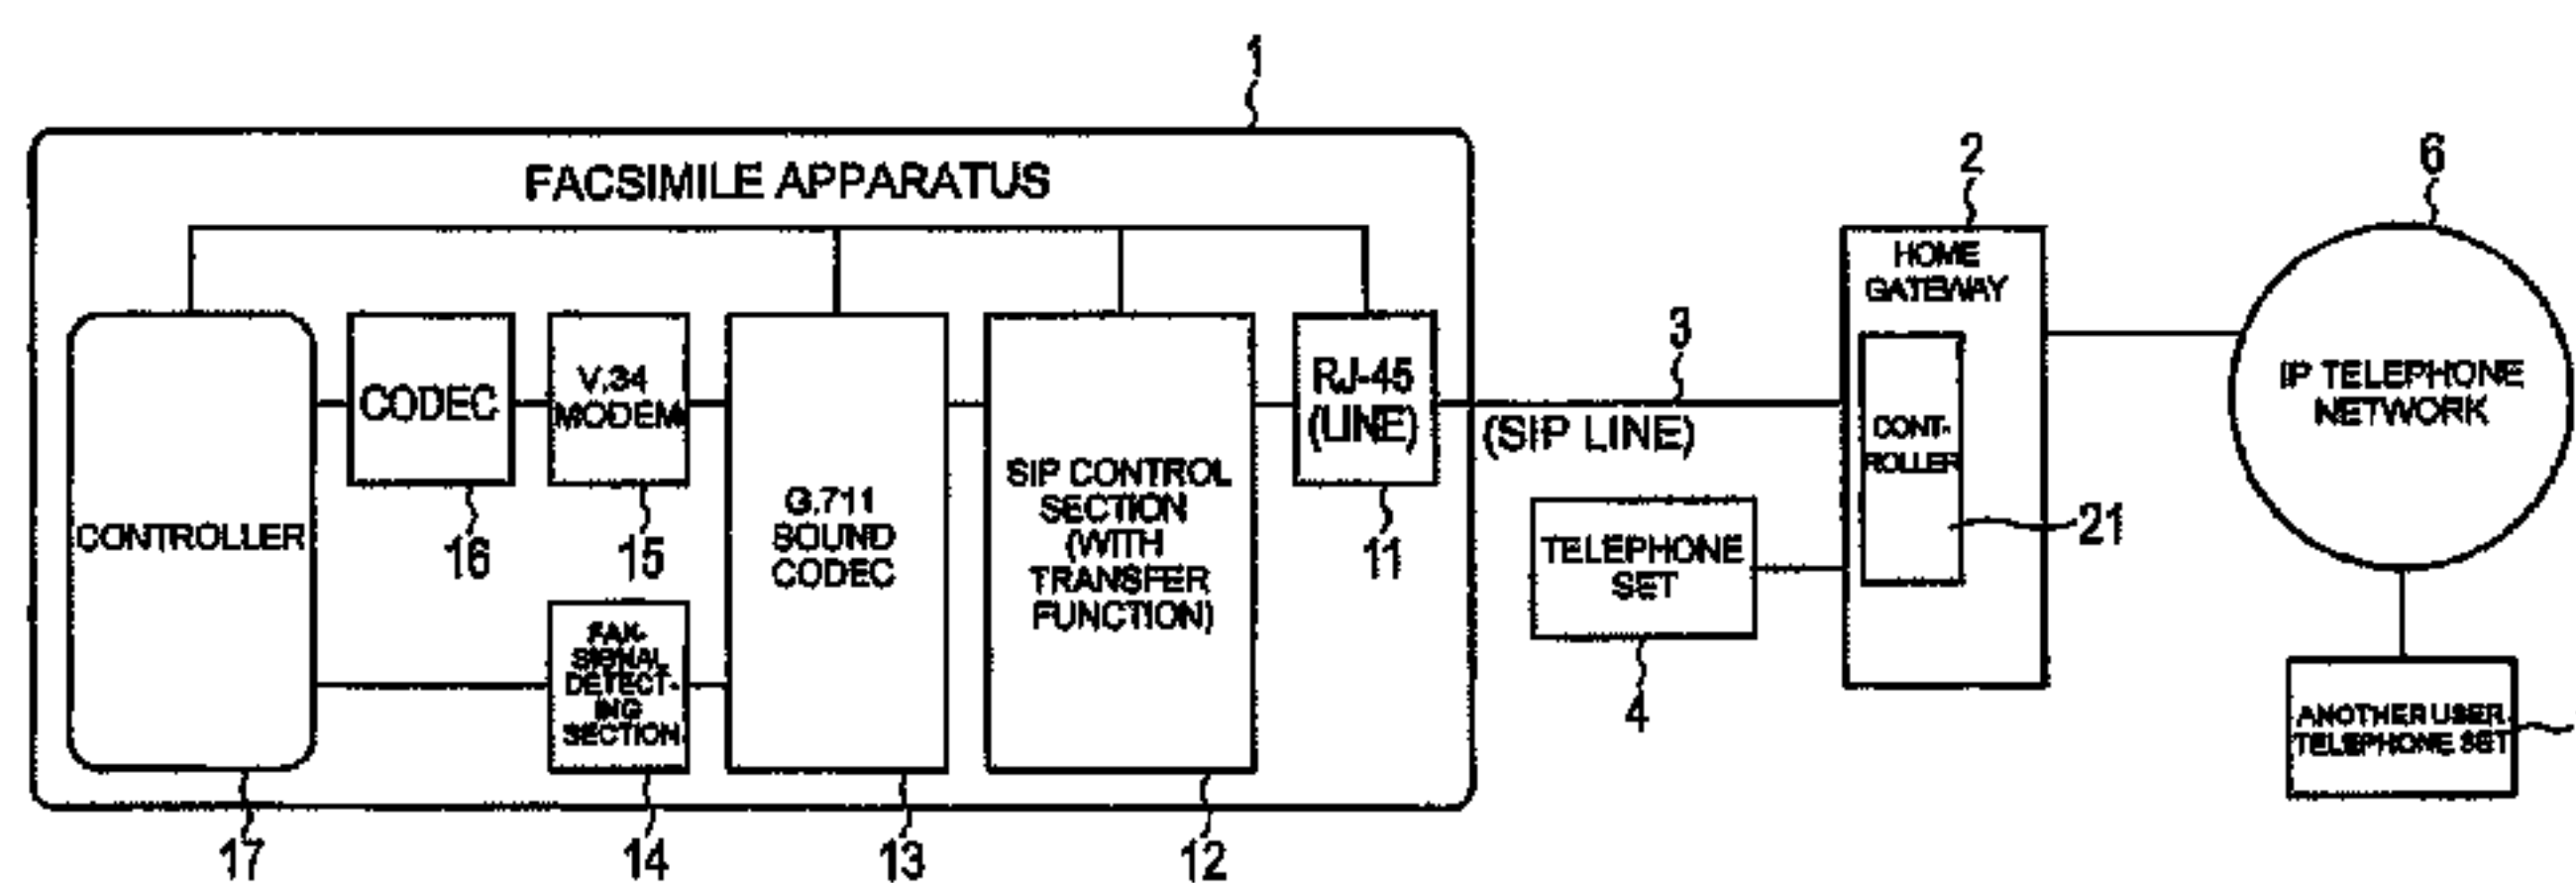 1
FACSIMILE APPARATUS
2
6
HOME
GATEWAY
3
CONTROLLER
CODEC
V.34
MODEM
G.711
SOUND
CODEC
SIP CONTROL
SECTION
(WITH
TRANSFER
FUNCTION)
RJ-45
(LINE)
(SIP LINE)
CONT-
ROLLER
IP TELEPHONE
NETWORK
16
15
11
21
TELEPHONE
SET
4
FAX-
SIGNAL
DETECT-
ING
SECTION
ANOTHER USER
TELEPHONE SET
17
14
13
12